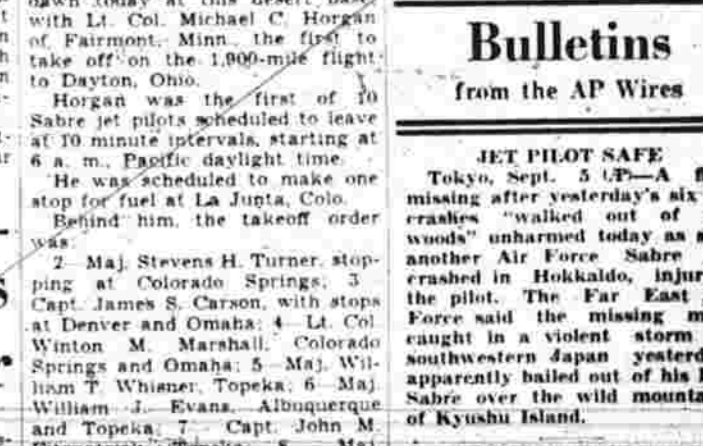 dawn today at this desert base
with Lt. Col. Michael C. Horgan
of Fairmont, Minn., the first to
take off on the 1,900-mile flight
to Dayton, Ohio.
Horgan was the first of 10
Sabre jet pilots scheduled to leave
at 10 minute intervals, starting at
6 a. m., Pacific daylight time.
He was scheduled to make one
stop for fuel at La Junta, Colo.
Behind him, the takeoff order
was:
2 Maj. Stevens H. Turner, stop-
ping at Colorado Springs; 3
Capt. James S. Carson, with stops
at Denver and Omaha; 4 Lt. Col.
Winton M. Marshall, Colorado
Springs and Omaha; 5 Maj. Wil-
liam T. Whisner, Topeka; 6 Maj.
William J. Evans, Albuquerque
and Topeka; 7 Capt. John M.
8 Maj.
Bulletins
from the AP Wires
JET PILOT SAFE
Tokyo, Sept. 5 (AP)—A
missing after yesterday's six
crashes "walked out of
woods" unharmed today as
another Air Force Sabre
crashed in Hokkaldo,
the pilot. The Far East
Force said the missing
caught in a violent storm
southwestern Japan
apparently bailed out of his
Sabre over the wild
of Kyushu Island.